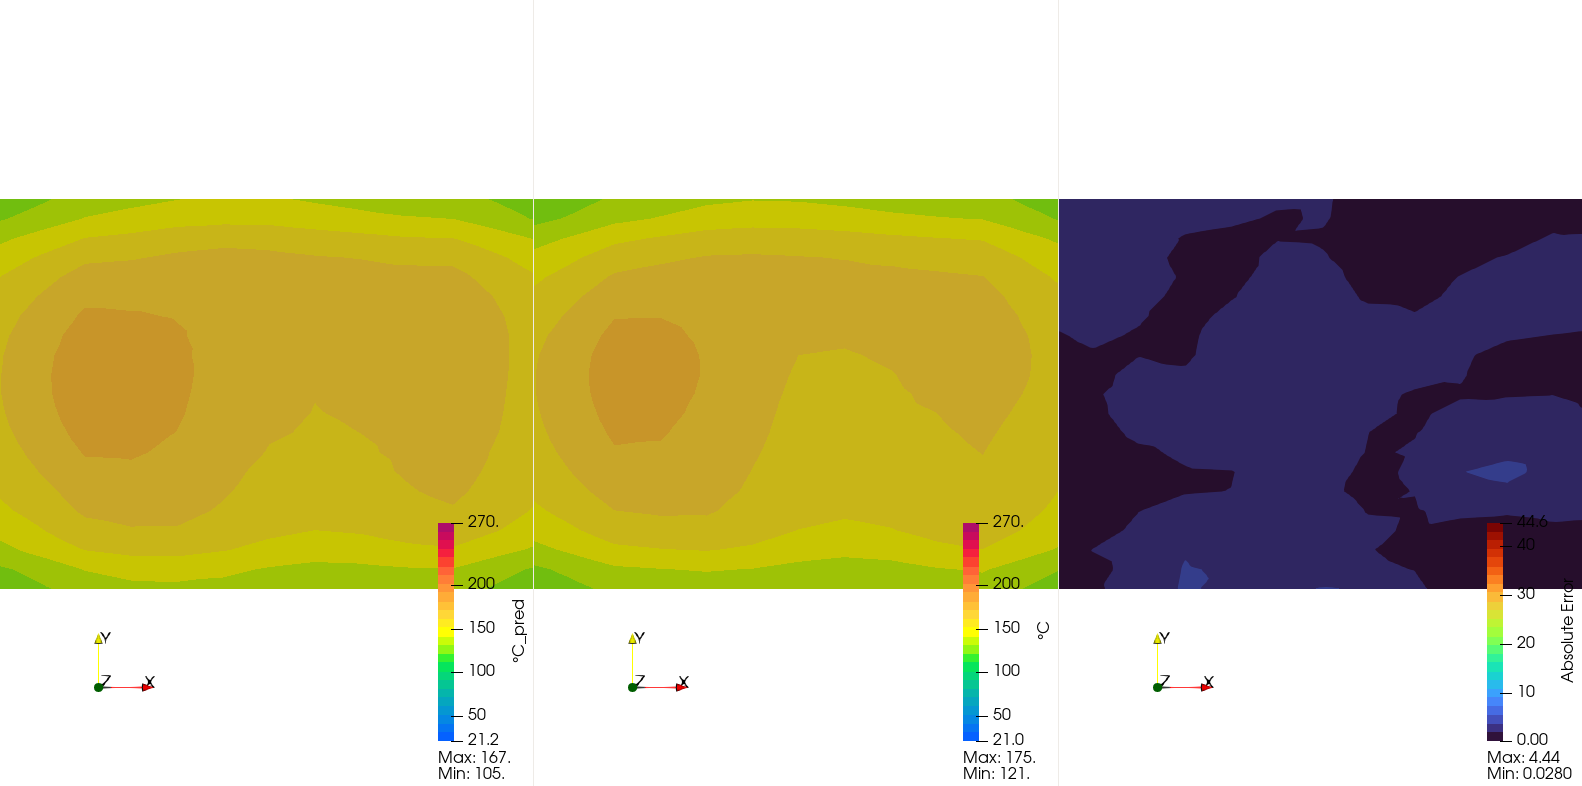 270.
200
150
100
50
21.2
°C_pred
Max: 167.
Min: 105.
Y
Z
X
270.
200
150
100
50
21.0
°C
Max: 175.
Min: 121.
Y
Z
X
44.6
40
30
20
10
0.00
Absolute Error
Max: 4.44
Min: 0.0280
Y
Z
X